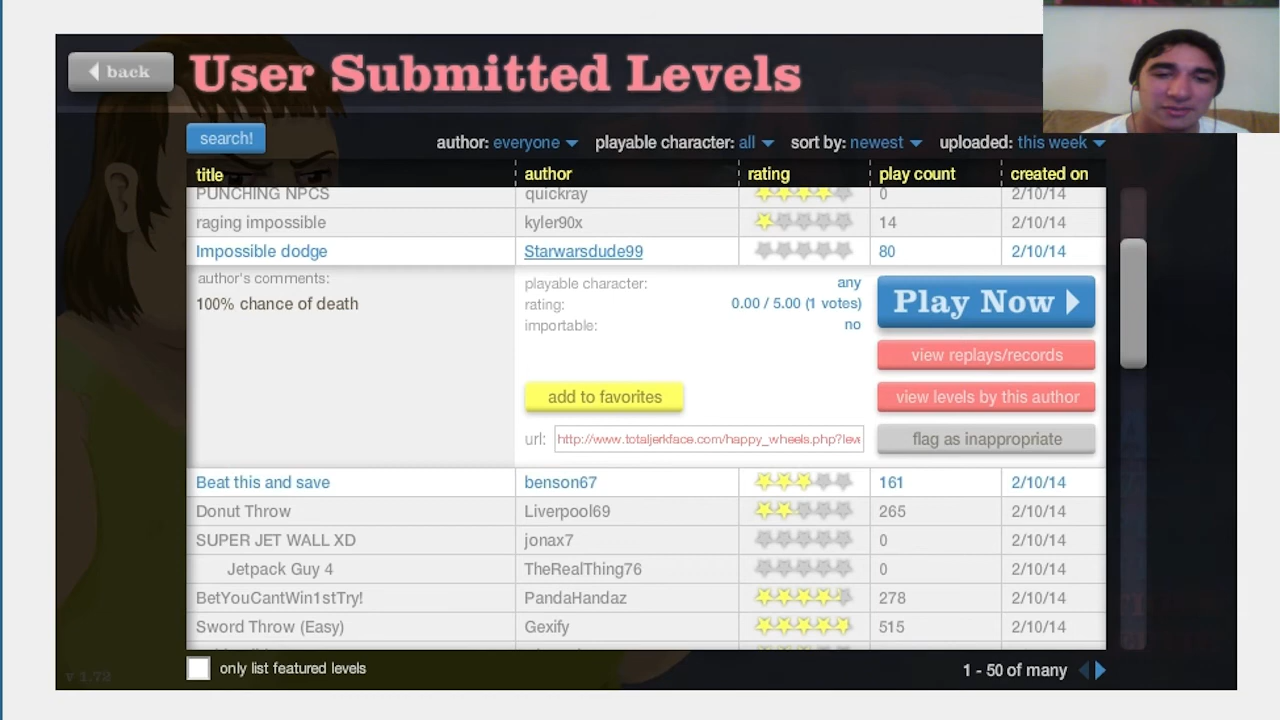 back
User Submitted Levels
search!
author: everyone playable character: all sort by: newest uploaded: this week
title author rating play count created on
PUNCHING NPCS quickray 0 2/10/14
raging impossible kyler90x 14 2/10/14
Impossible dodge Starwarsdude99 80 2/10/14
author's comments:
100% chance of death
playable character: any
rating: 0.00 / 5.00 (1 votes)
importable: no
add to favorites
url: http://www.totaljerkface.com/happy_wheels.php?leve
Play Now
view replays/records
view levels by this author
flag as inappropriate
Beat this and save benson67 161 2/10/14
Donut Throw Liverpool69 265 2/10/14
SUPER JET WALL XD jonax7 0 2/10/14
Jetpack Guy 4 TheRealThing76 0 2/10/14
BetYouCantWin1stTry! PandaHandaz 278 2/10/14
Sword Throw (Easy) Gexify 515 2/10/14
only list featured levels
1 - 50 of many
v 1.72